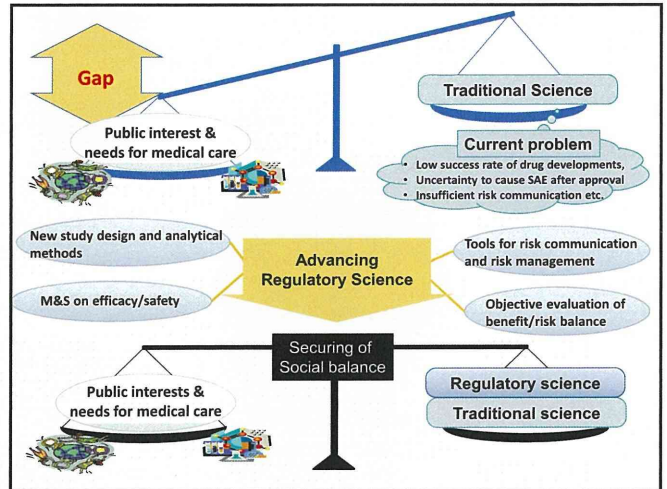 Gap
Traditional Science
Public interest &
needs for medical care
Current problem
• Low success rate of drug developments,
• Uncertainty to cause SAE after approval
• Insufficient risk communication etc.
New study design and analytical
methods
Advancing
Regulatory Science
Tools for risk communication
and risk management
M&S on efficacy/safety
Objective evaluation of
benefit/risk balance
Securing of
Social balance
Public interests &
needs for medical care
Regulatory science
Traditional science